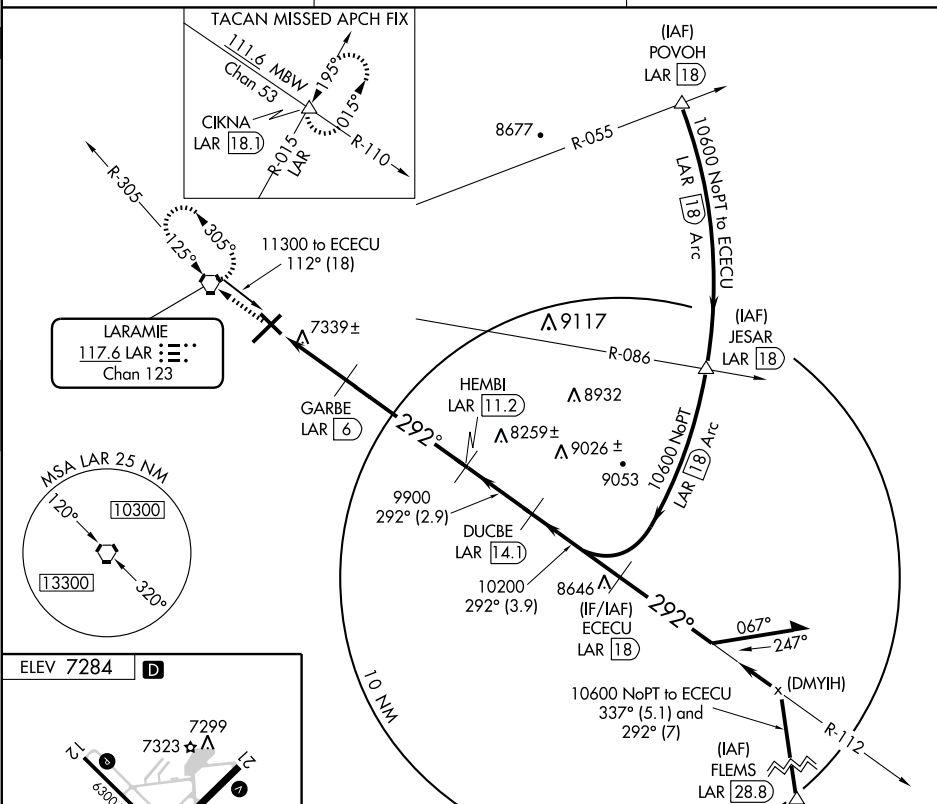 TACAN MISSED APCH FIX
111.6 MBW
Chan 53
195°
015°
CIKNA
LAR 18.1
R-015
LAR
R-110
(IAF)
POVOH
LAR 18
8677
R-055
10600 NoPT to ECECU
LAR 18 Arc
R-305
305°
125°
11300 to ECECU
112° (18)
LARAMIE
117.6 LAR
Chan 123
7339±
9117
R-086
(IAF)
JESAR
LAR 18
GARBE
LAR 6
292°
HEMBI
LAR 11.2
8932
8259±
9026 ±
9053
10600 NoPT
LAR 18 Arc
9900
292° (2.9)
DUCBE
LAR 14.1
10200
292° (3.9)
8646
(IF/IAF)
ECECU
LAR 18
292°
067°
247°
MSA LAR 25 NM
120°
10300
13300
320°
10 NM
10600 NoPT to ECECU
337° (5.1) and
292° (7)
(DMYIH)
R-112
(IAF)
FLEMS
LAR 28.8
ELEV 7284 D
7299
7323
12
P
21
V
6300